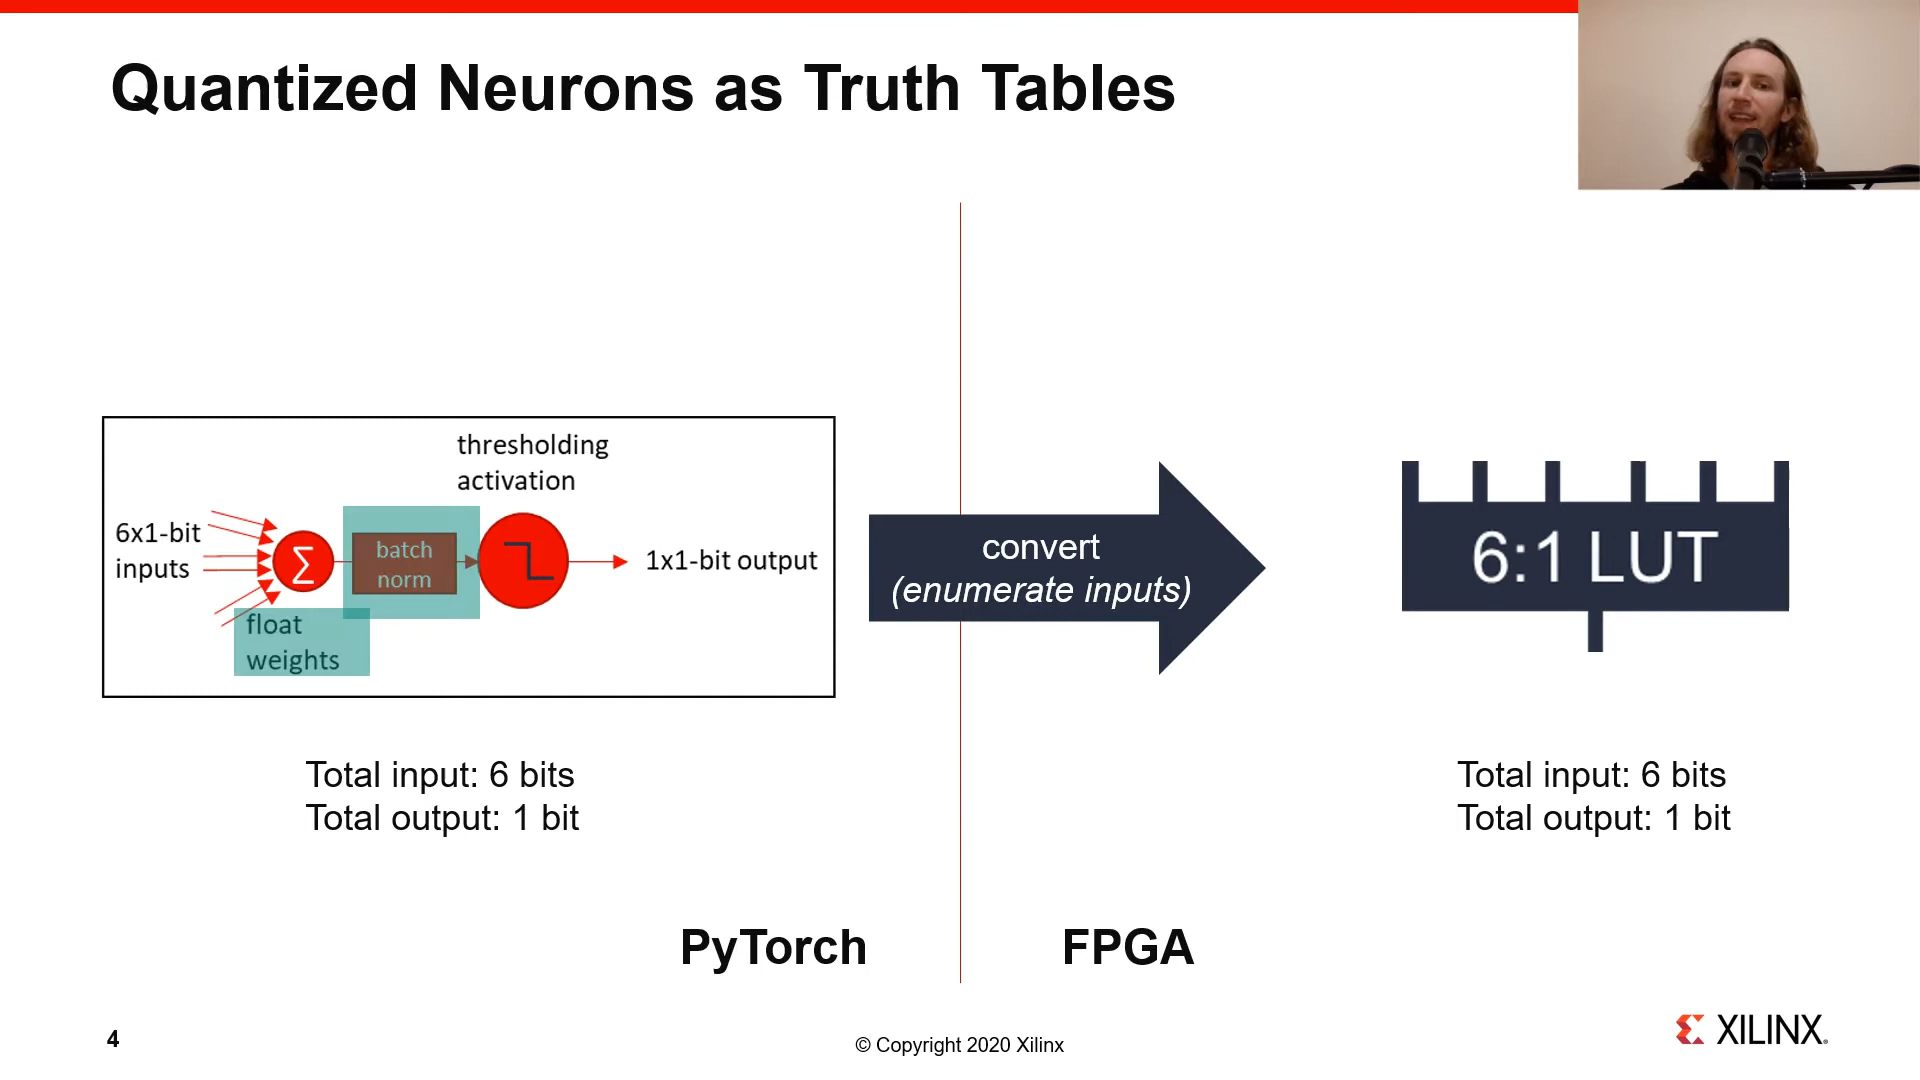 Quantized Neurons as Truth Tables
thresholding
activation
6x1-bit
inputs
Σ
batch
norm
1x1-bit output
float
weights
convert
(enumerate inputs)
6:1 LUT
Total input: 6 bits
Total output: 1 bit
Total input: 6 bits
Total output: 1 bit
PyTorch
FPGA
4
© Copyright 2020 Xilinx
XILINX.